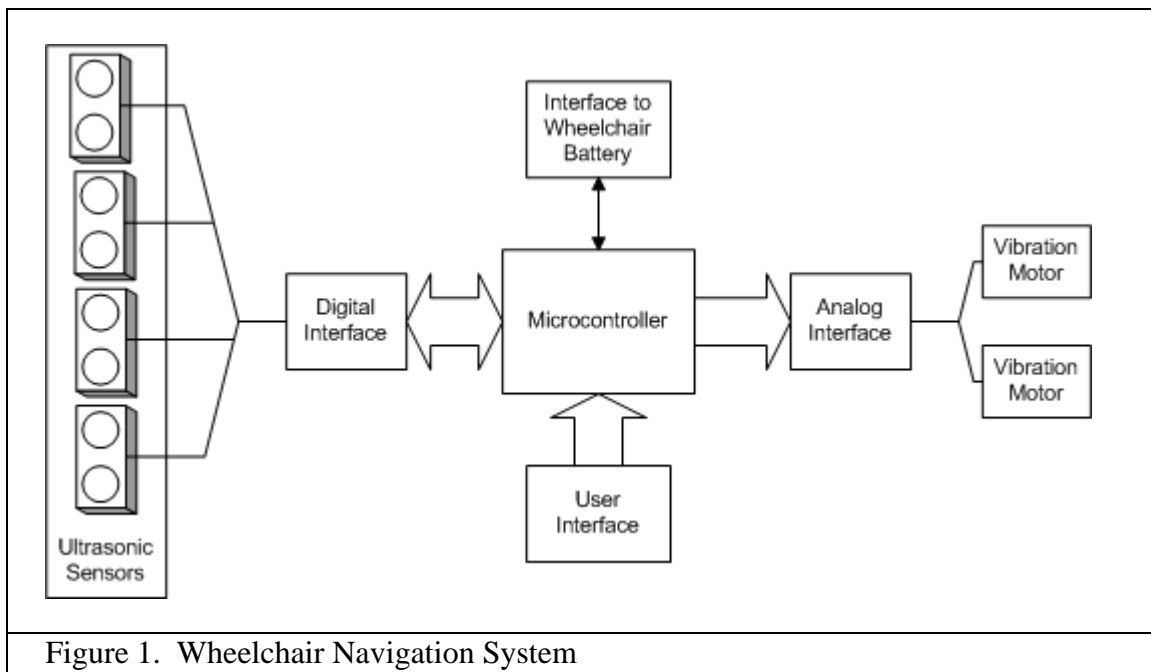 Ultrasonic
Sensors
Digital
Interface
Interface to
Wheelchair
Battery
Microcontroller
User
Interface
Analog
Interface
Vibration
Motor
Vibration
Motor
Figure 1.  Wheelchair Navigation System